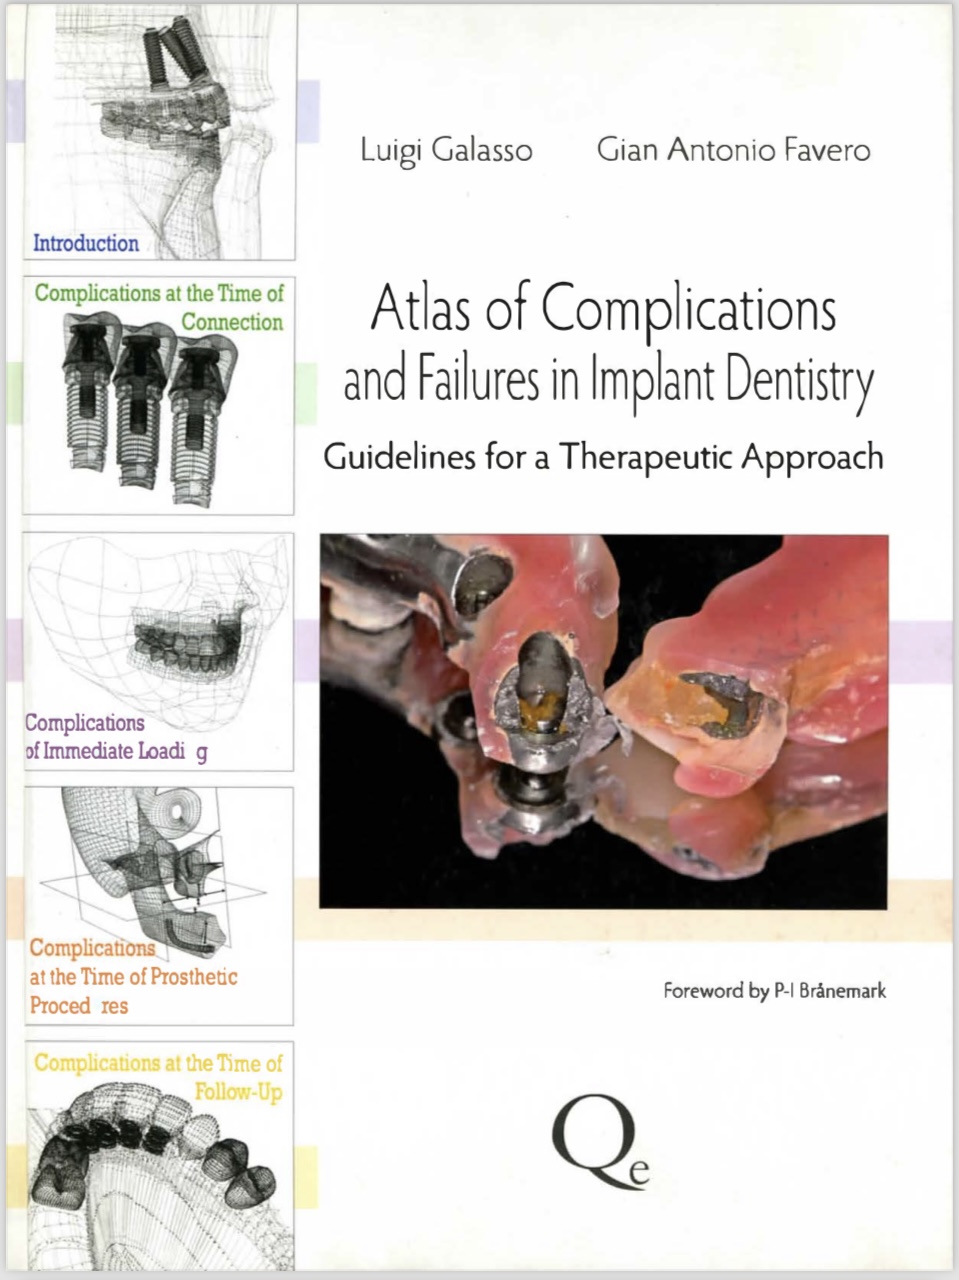 Luigi Galasso Gian Antonio Favero
Atlas of Complications
and Failures in Implant Dentistry
Guidelines for a Therapeutic Approach
Introduction
Complications at the Time of
Connection
Complications
of Immediate Loadi g
Complications
at the Time of Prosthetic
Proced res
Complications at the Time of
Follow-Up
Foreword by P-I Brånemark
Qe